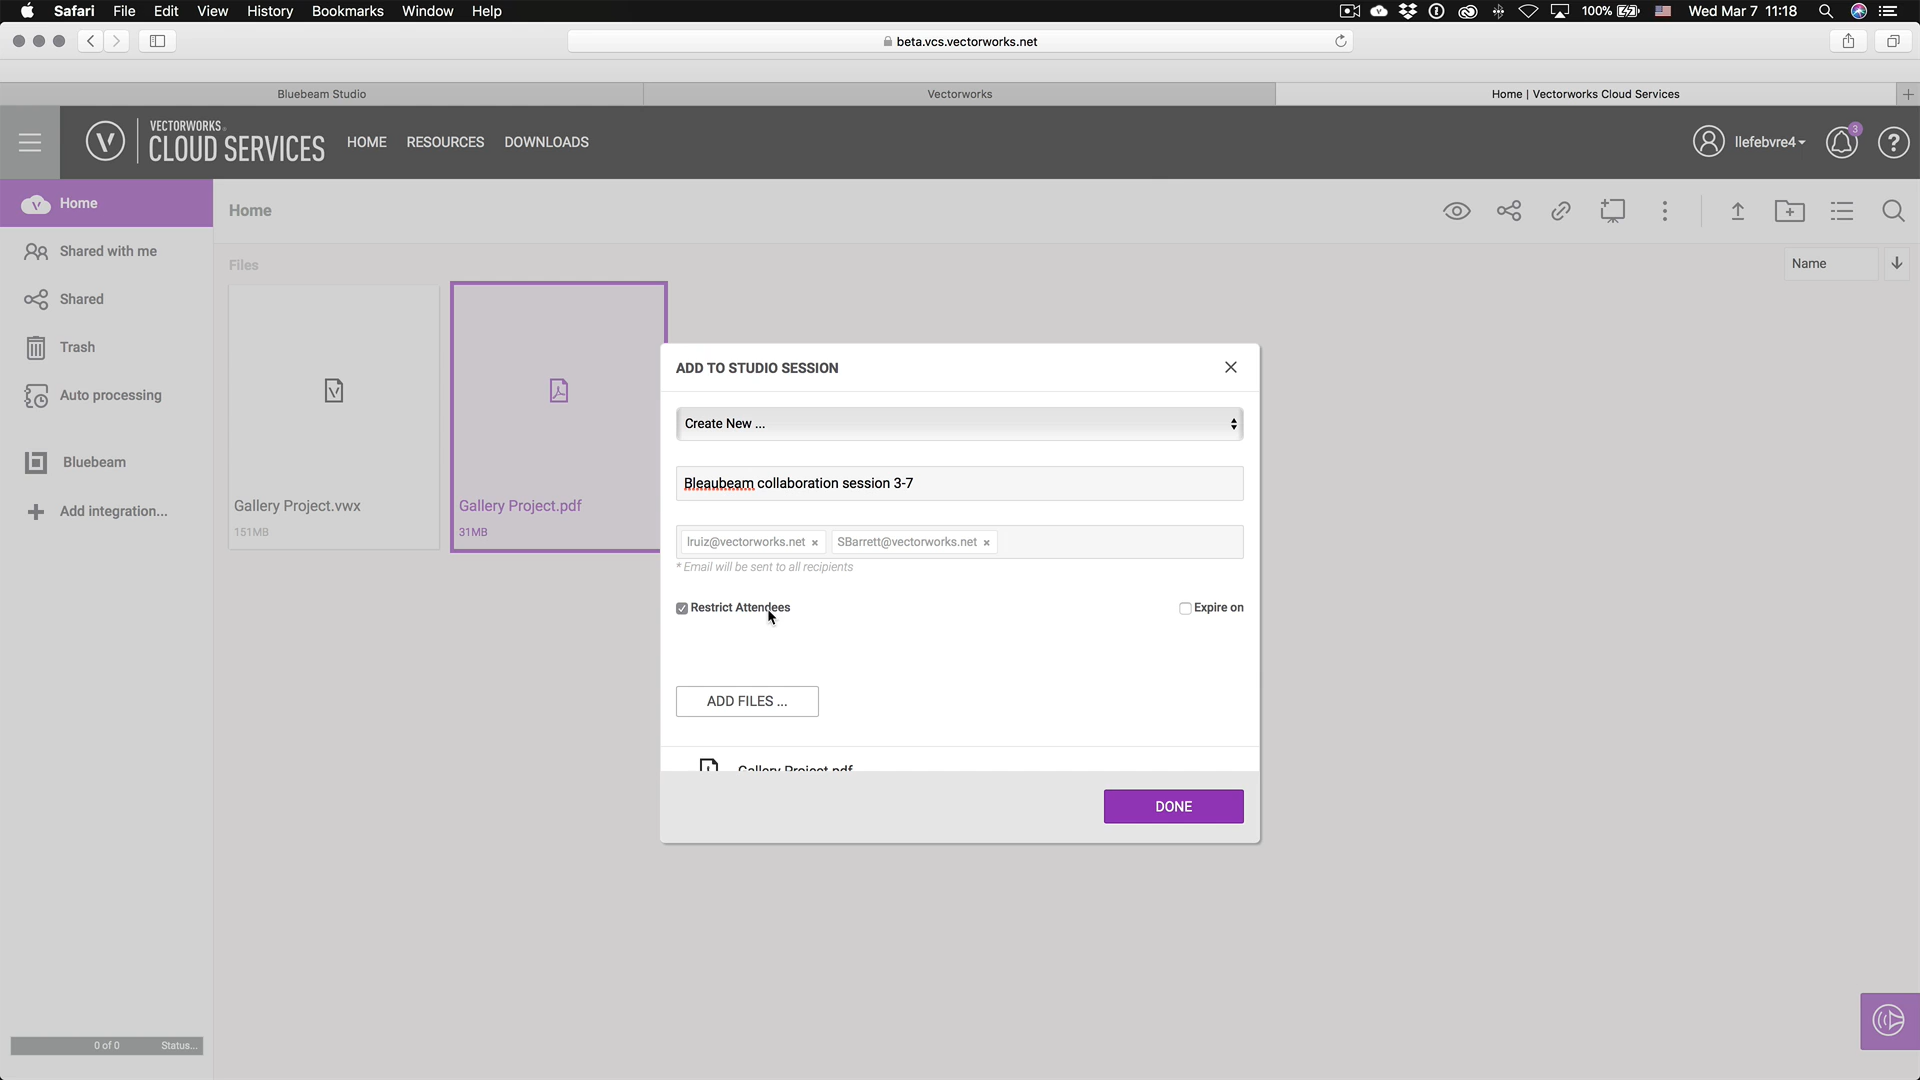 Safari File Edit View History Bookmarks Window Help
100% Wed Mar 7 11:18
beta.vcs.vectorworks.net
Bluebeam Studio
Vectorworks
Home | Vectorworks Cloud Services
VECTORWORKS
CLOUD SERVICES
HOME RESOURCES DOWNLOADS
llefebvre4
3
?
Home
Shared with me
Shared
Trash
Auto processing
Bluebeam
Add integration...
Home
Files
Name
Gallery Project.vwx
151MB
Gallery Project.pdf
31MB
ADD TO STUDIO SESSION
Create New ...
Bleaubeam collaboration session 3-7
lruiz@vectorworks.net × SBarrett@vectorworks.net ×
* Email will be sent to all recipients
Restrict Attendees
Expire on
ADD FILES ...
Gallery Project.pdf
DONE
0 of 0 Status...